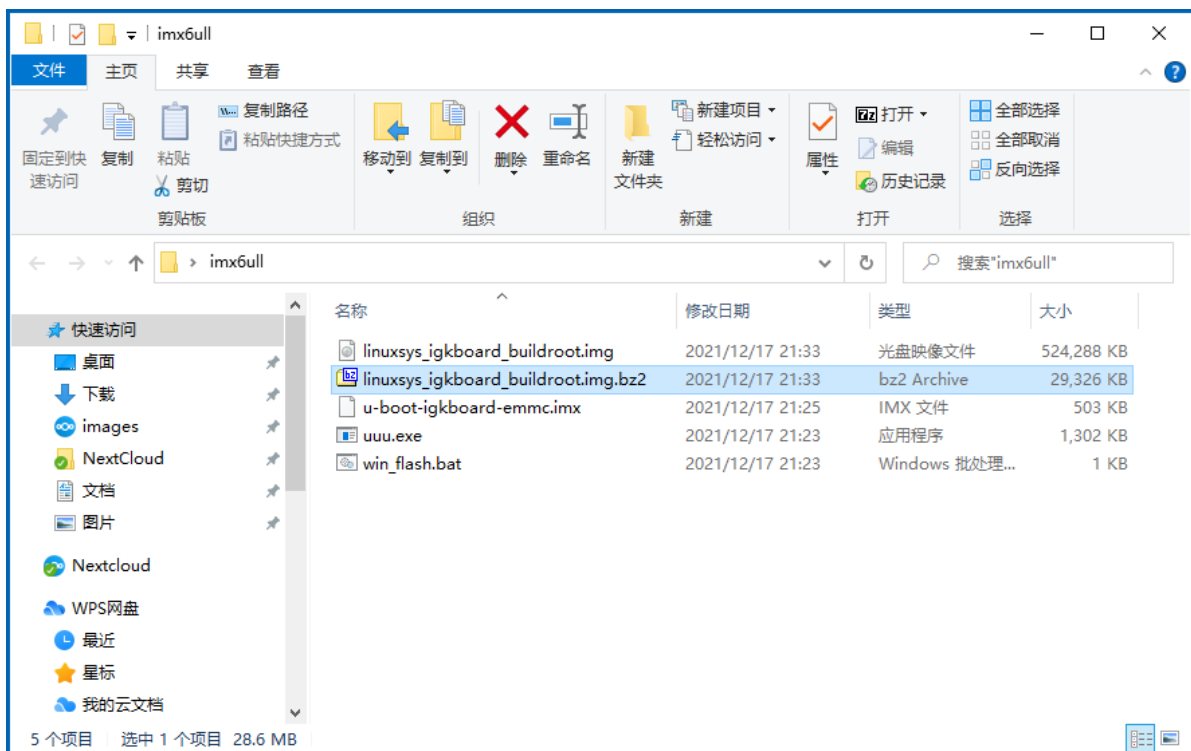 imx6ull
文件 主页 共享 查看
固定到快速访问 复制 粘贴 复制路径 粘贴快捷方式 剪切 移动到 复制到 删除 重命名 新建文件夹 新建项目 轻松访问 属性 打开 编辑 历史记录 全部选择 全部取消 反向选择
剪贴板 组织 新建 打开 选择
imx6ull 搜索"imx6ull"
名称 修改日期 类型 大小
linuxsys_igkboard_buildroot.img 2021/12/17 21:33 光盘映像文件 524,288 KB
linuxsys_igkboard_buildroot.img.bz2 2021/12/17 21:33 bz2 Archive 29,326 KB
u-boot-igkboard-emmc.imx 2021/12/17 21:25 IMX 文件 503 KB
uuu.exe 2021/12/17 21:23 应用程序 1,302 KB
win_flash.bat 2021/12/17 21:23 Windows 批处理... 1 KB
快速访问
桌面
下载
images
NextCloud
文档
图片
Nextcloud
WPS网盘
最近
星标
我的云文档
5 个项目 选中 1 个项目 28.6 MB